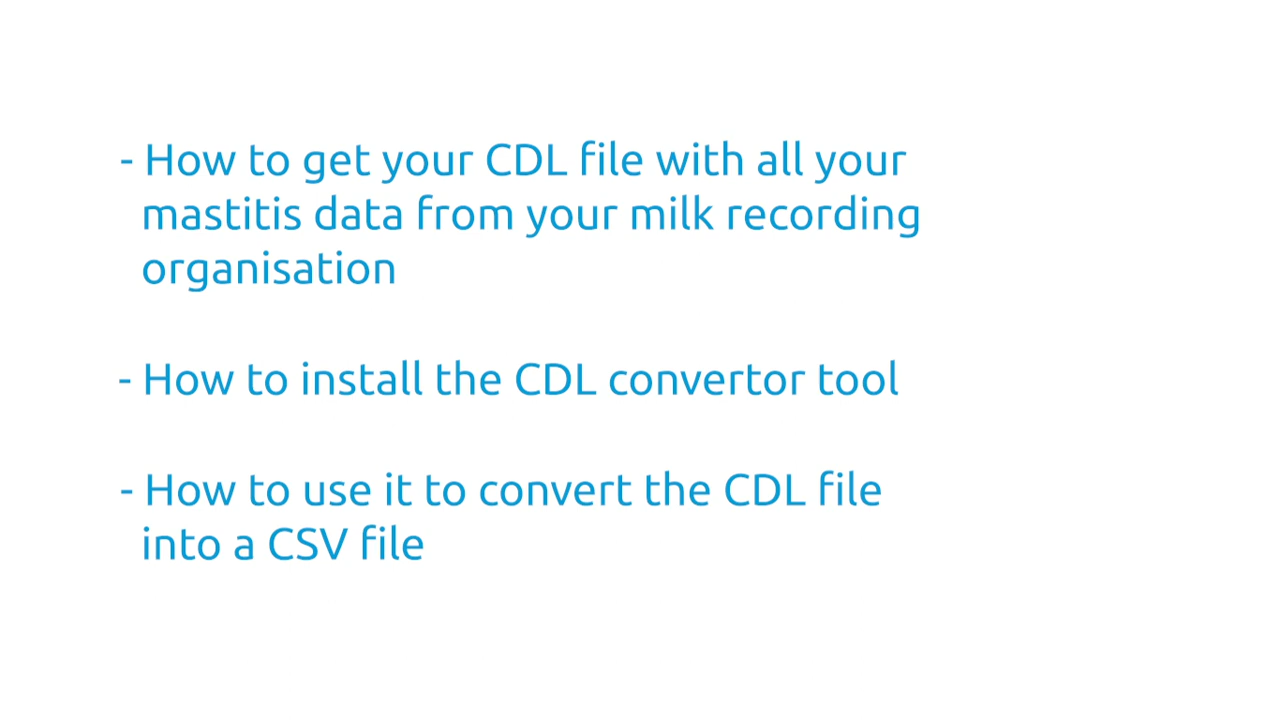 - How to get your CDL file with all your
mastitis data from your milk recording
organisation
- How to install the CDL convertor tool
- How to use it to convert the CDL file
into a CSV file